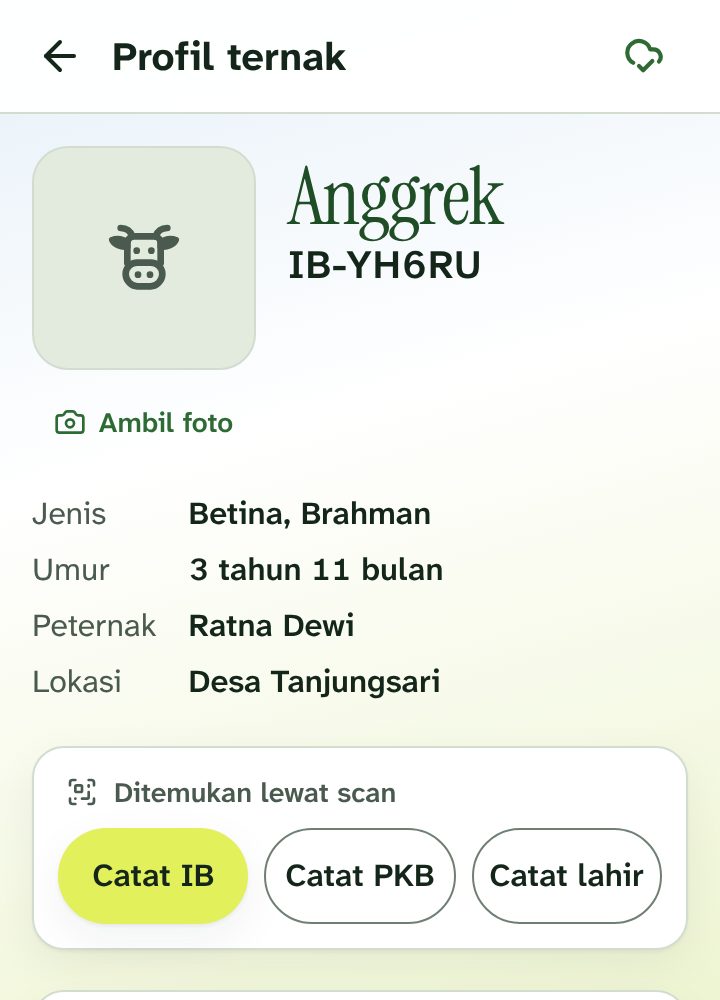 Profil ternak
Anggrek
IB-YH6RU
Ambil foto
Jenis Betina, Brahman
Umur 3 tahun 11 bulan
Peternak Ratna Dewi
Lokasi Desa Tanjungsari
Ditemukan lewat scan
Catat IB Catat PKB Catat lahir